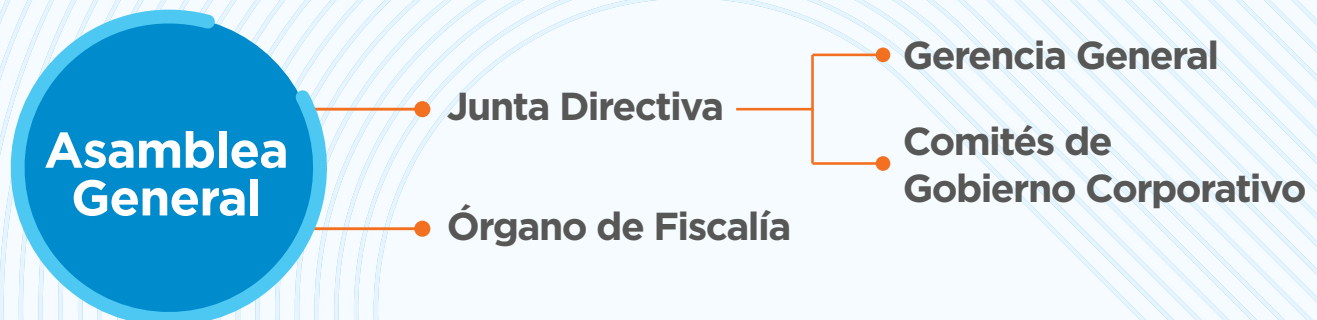 Asamblea
General
Junta Directiva
Órgano de Fiscalía
Gerencia General
Comités de
Gobierno Corporativo